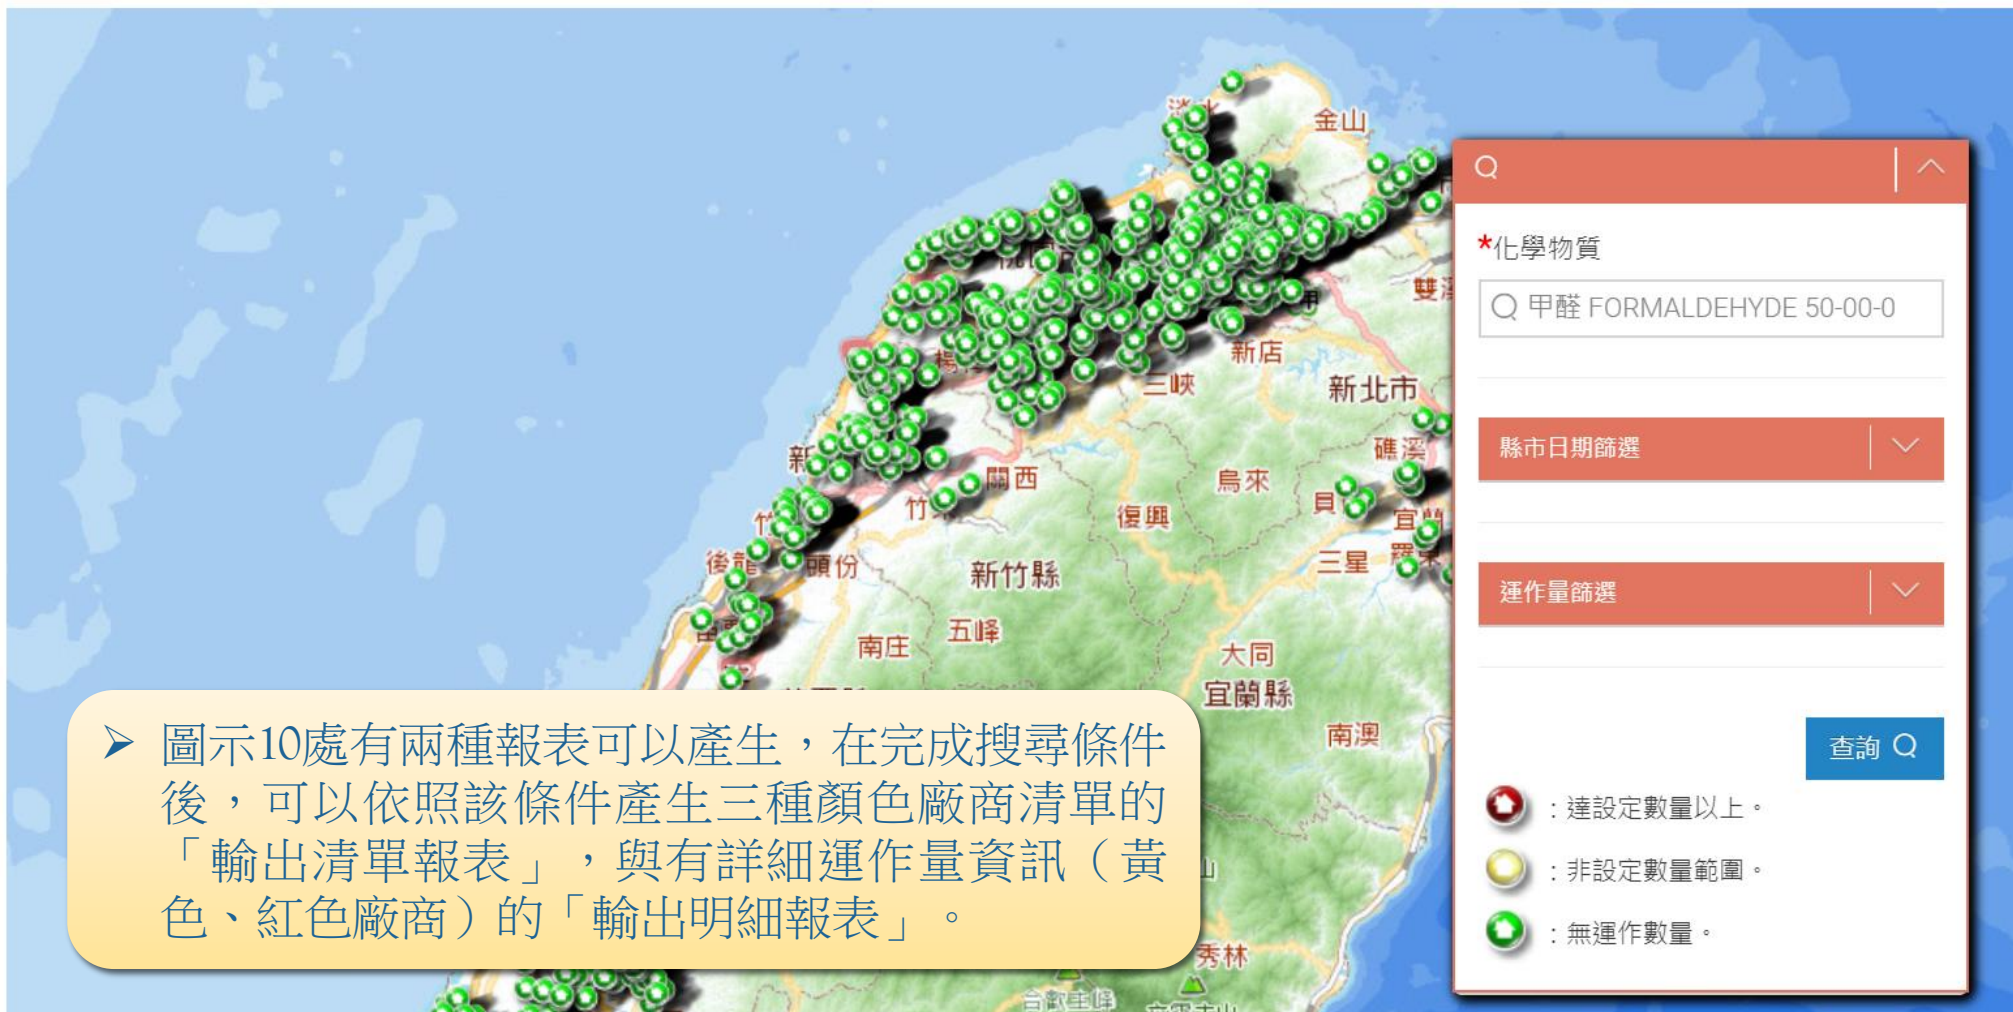 金山
新店
三峽
新北市
礁溪
烏來
關西
復興
三星
頭份
新竹縣
五峰
南庄
大同
宜蘭縣
南澳
秀林
*化學物質
甲醛 FORMALDEHYDE 50-00-0
縣市日期篩選
運作量篩選
查詢
：達設定數量以上。
：非設定數量範圍。
：無運作數量。
➢ 圖示10處有兩種報表可以產生，在完成搜尋條件
後，可以依照該條件產生三種顏色廠商清單的
「輸出清單報表」，與有詳細運作量資訊（黃
色、紅色廠商）的「輸出明細報表」。